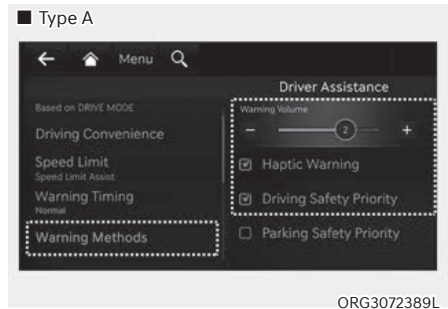 ■ Type A
Menu
Driver Assistance
Based on DRIVE MODE
Driving Convenience
Speed Limit
Speed Limit Assist
Warning Timing
Normal
Warning Methods
Warning Volume
- 2 +
Haptic Warning
Driving Safety Priority
Parking Safety Priority
ORG3072389L